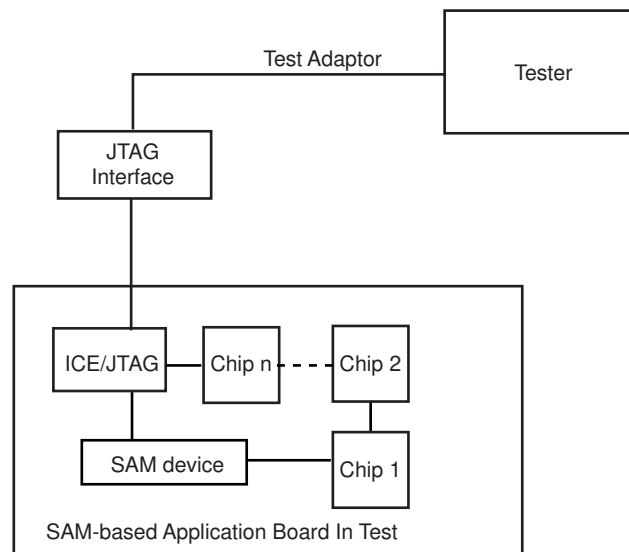 Test Adaptor
Tester
JTAG
Interface
ICE/JTAG
Chip n
Chip 2
SAM device
Chip 1
SAM-based Application Board In Test